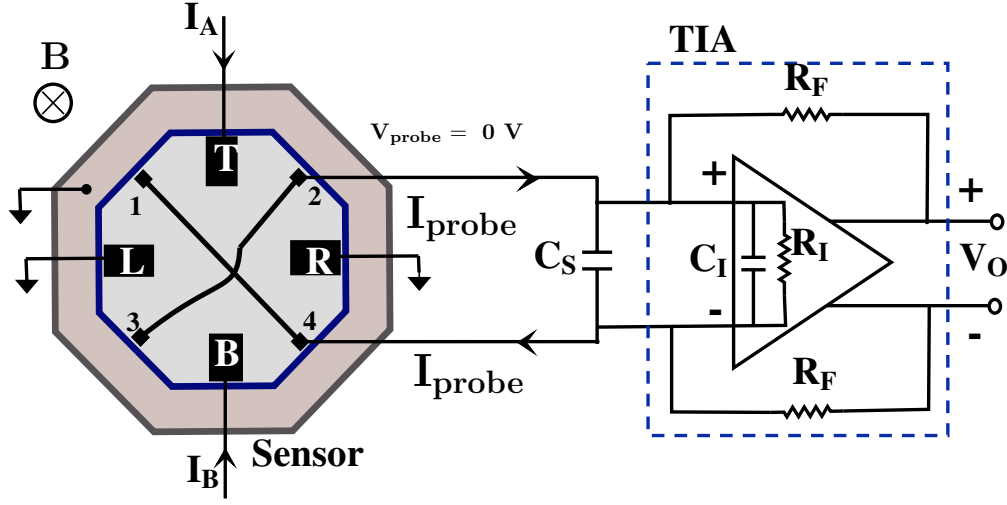 I_A
TIA
B
R_F
V_probe = 0 V
T
+
1
2
+
I_probe
L
R
C_S
C_I
R_I
V_O
3
4
-
-
B
I_probe
R_F
Sensor
I_B